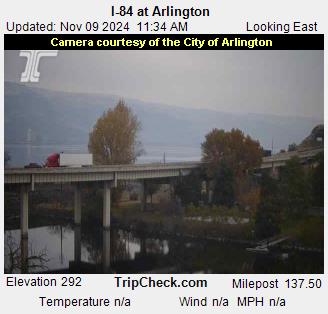 I-84 at Arlington
Updated: Nov 09 2024 11:34 AM Looking East
Camera courtesy of the City of Arlington
Elevation 292 TripCheck.com Milepost 137.50
Temperature n/a Wind n/a MPH n/a